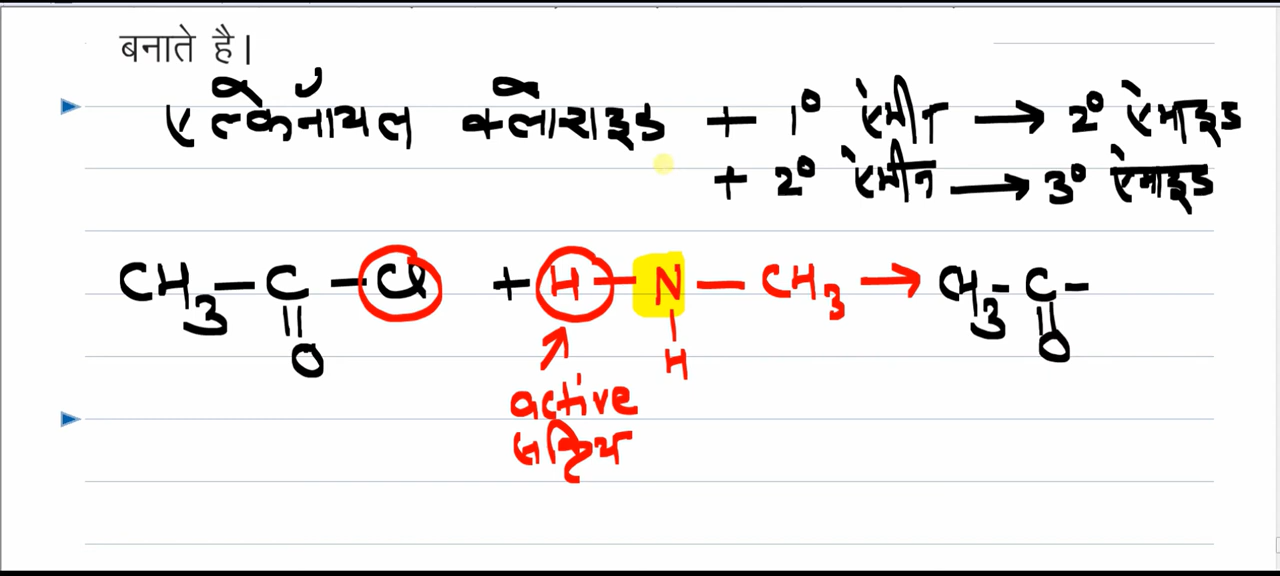 बनाते है।
एल्केनॉयल क्लोराइड + 1° ऐमीन → 2° ऐमाइड
+ 2° ऐमीन → 3° ऐमाइड
CH3 – C – Cl + H – N – CH3 → CH3 – C –
|| | ||
O H O
active
सक्रिय